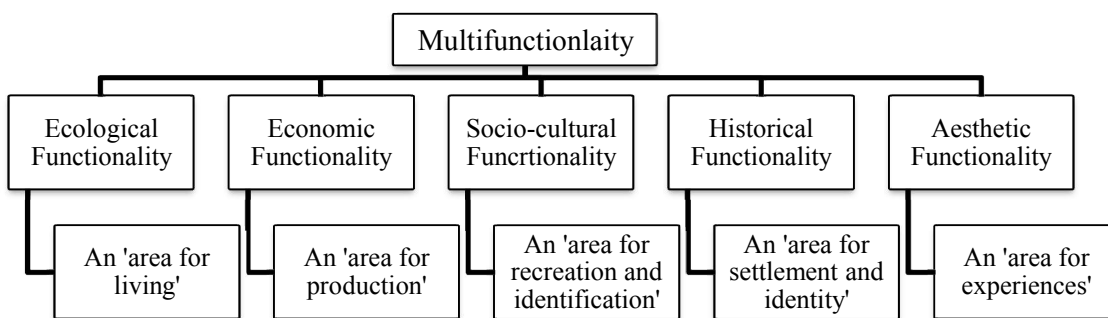 Multifunctionlaity
Ecological
Functionality
Economic
Functionality
Socio-cultural
Funcrtionality
Historical
Functionality
Aesthetic
Functionality
An 'area for
living'
An 'area for
production'
An 'area for
recreation and
identification'
An 'area for
settlement and
identity'
An 'area for
experiences'